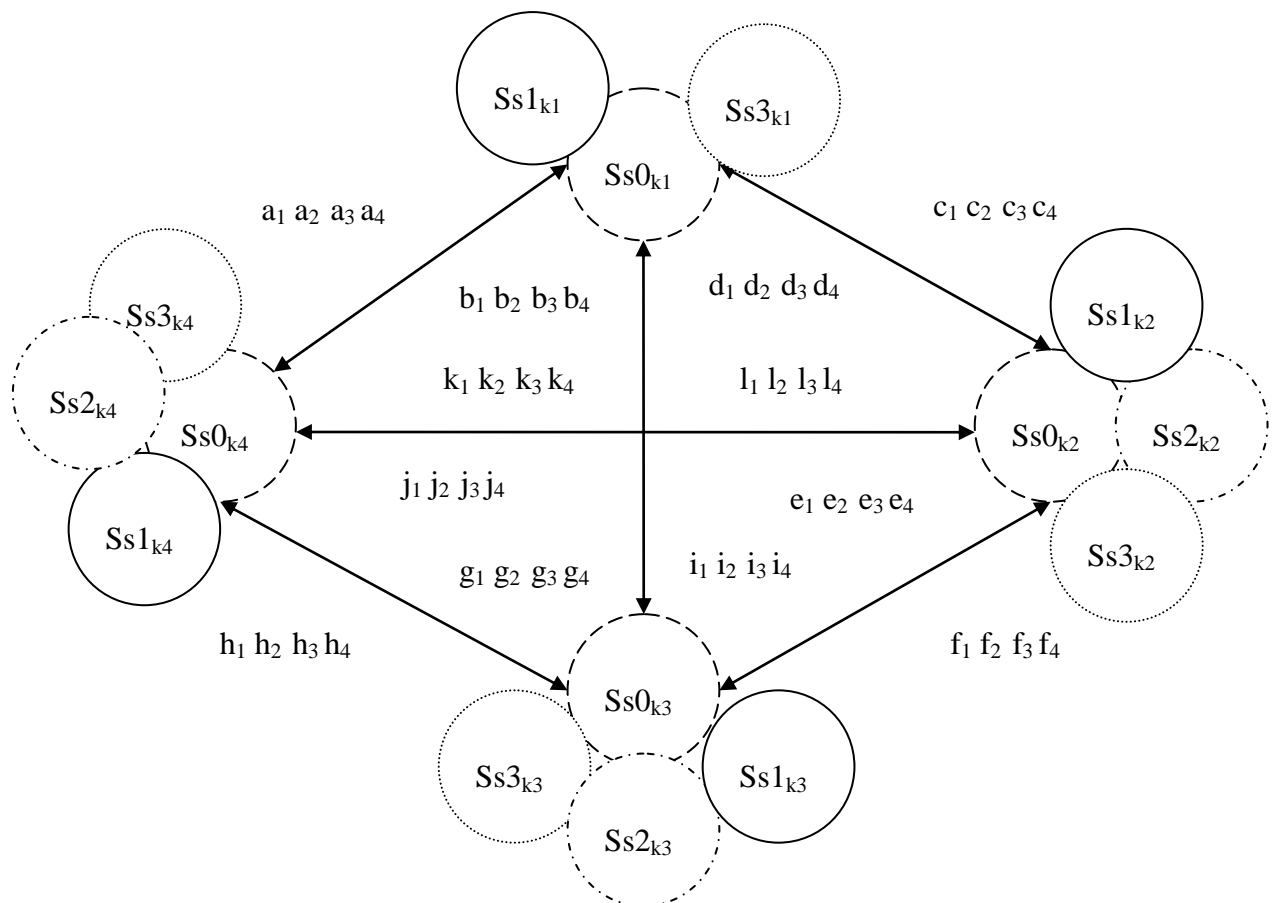 Ss1k1
Ss3k1
Ss0k1
a1 a2 a3 a4
c1 c2 c3 c4
b1 b2 b3 b4
d1 d2 d3 d4
Ss3k4
Ss1k2
k1 k2 k3 k4
l1 l2 l3 l4
Ss2k4
Ss0k4
Ss0k2
Ss2k2
j1 j2 j3 j4
e1 e2 e3 e4
Ss1k4
Ss3k2
g1 g2 g3 g4
i1 i2 i3 i4
h1 h2 h3 h4
f1 f2 f3 f4
Ss0k3
Ss3k3
Ss1k3
Ss2k3